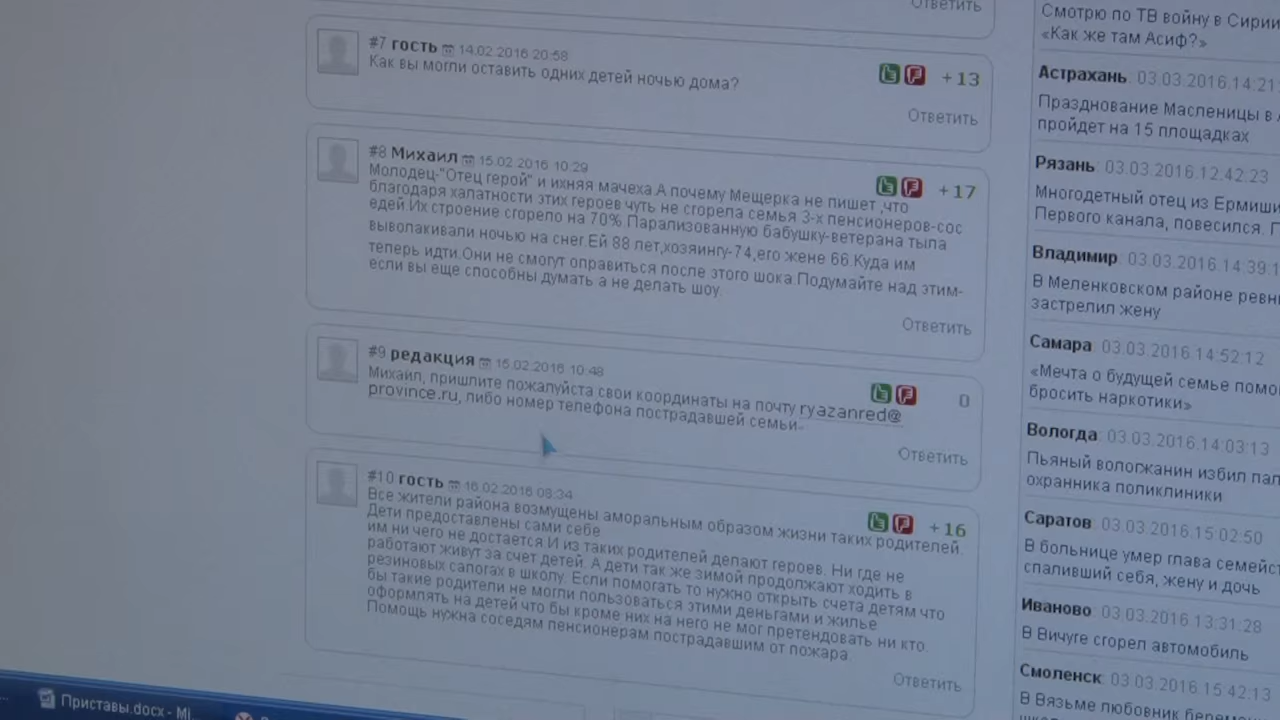 Ответить
#7 гость 14.02.2016 20:58
Как вы могли оставить одних детей ночью дома?
+13
Ответить
#8 Михаил 15.02.2016 10:29
Молодец-"Отец герой" и ихняя мачеха.А почему Мещерка не пишет ,что
благодаря халатности этих героев чуть не сгорела семья 3-х пенсионеров-сос
едей.Их строение сгорело на 70%.Парализованную бабушку-ветерана тыла
выволакивали ночью на снег.Ей 88 лет,хозяингу-74,его жене 66.Куда им
теперь идти.Они не смогут оправиться после этого шока.Подумайте над этим-
если вы еще способны думать а не делать шоу.
+17
Ответить
#9 редакция 15.02.2016 10:48
Михаил, пришлите пожалуйста свои координаты на почту ryazanred@
province.ru, либо номер телефона пострадавшей семьи-
0
Ответить
#10 гость 16.02.2016 08:34
Все жители района возмущены аморальным образом жизни таких родителей.
Дети предоставлены сами себе
им ни чего не достается.И из таких родителей делают героев. Ни где не
работают живут за счет детей. А дети так же зимой продолжают ходить в
резиновых сапогах в школу. Если помогать то нужно открыть счета детям что
бы такие родители не могли пользоваться этими деньгами и жилье
оформлять на детей что бы кроме них на него не мог претендовать ни кто.
Помощь нужна соседям пенсионерам пострадавшим от пожара.
+16
Ответить
Смотрю по ТВ войну в Сирии
«Как же там Асиф?»
Астрахань 03.03.2016.14:21
Празднование Масленицы в
пройдет на 15 площадках
Рязань 03.03.2016.12:42:23
Многодетный отец из Ермиши
Первого канала, повесился.
Владимир 03.03.2016.14:39:1
В Меленковском районе
застрелил жену
Самара 03.03.2016 14:52:12
«Мечта о будущей семье
бросить наркотики»
Вологда 03.03.2016.14:03:13
Пьяный вологжанин избил
охранника поликлиники
Саратов 03.03.2016.15:02:50
В больнице умер глава
спаливший себя, жену и дочь
Иваново 03.03.2016 13:31:28
В Вичуге сгорел автомобиль
Смоленск 03.03.2016.15:42:13
В Вязьме любовник
Приставы.docx - Mi...